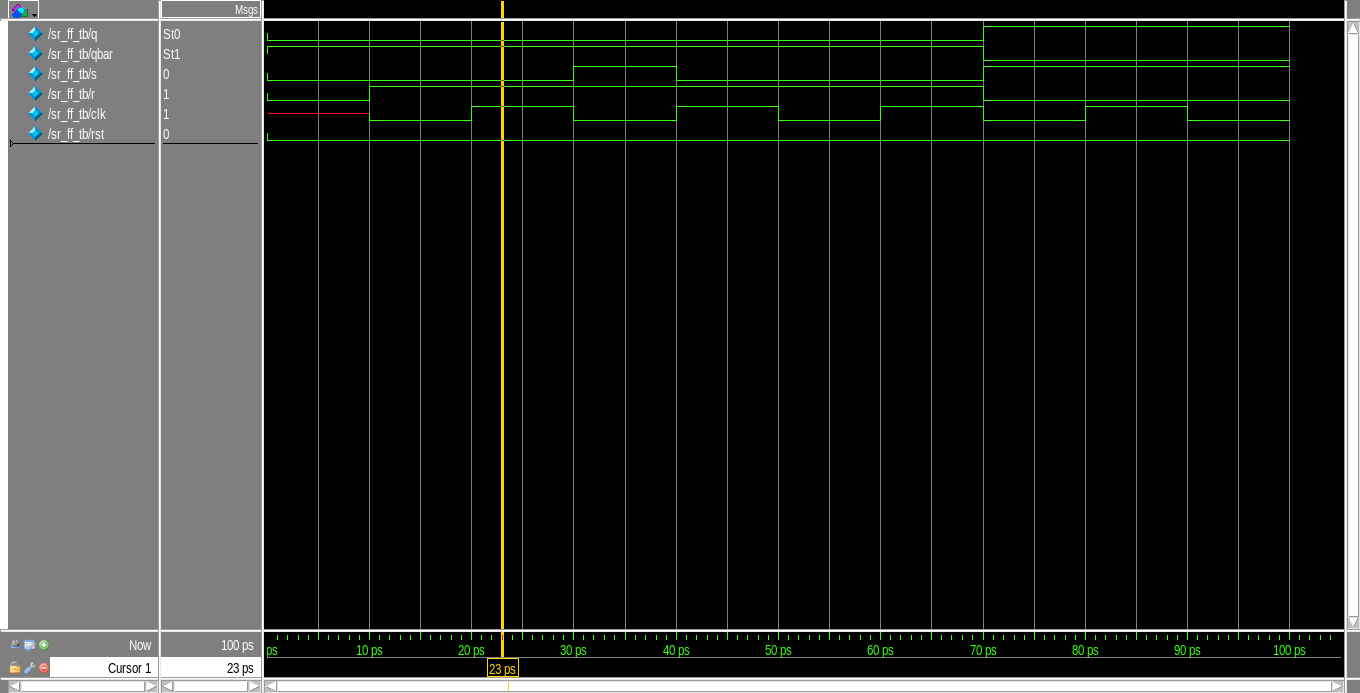 Msgs
/sr_ff_tb/q St0
/sr_ff_tb/qbar St1
/sr_ff_tb/s 0
/sr_ff_tb/r 1
/sr_ff_tb/clk 1
/sr_ff_tb/rst 0
Now 100 ps ps 10 ps 20 ps 30 ps 40 ps 50 ps 60 ps 70 ps 80 ps 90 ps 100 ps
Cursor 1 23 ps 23 ps